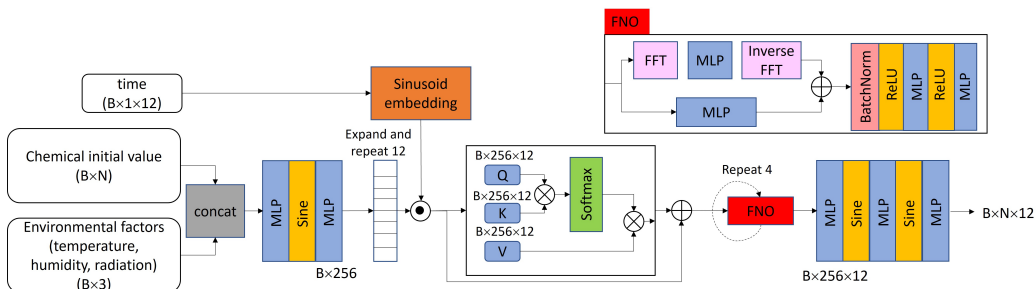 FNO
FFT
MLP
Inverse
FFT
MLP
BatchNorm
ReLU
MLP
ReLU
MLP
time
(B×1×12)
Sinusoid
embedding
Chemical initial value
(B×N)
Environmental factors
(temperature,
humidity, radiation)
(B×3)
concat
MLP
Sine
MLP
B×256
Expand and
repeat 12
B×256×12
Q
B×256×12
K
B×256×12
V
Softmax
Repeat 4
FNO
MLP
Sine
MLP
Sine
MLP
B×256×12
B×N×12